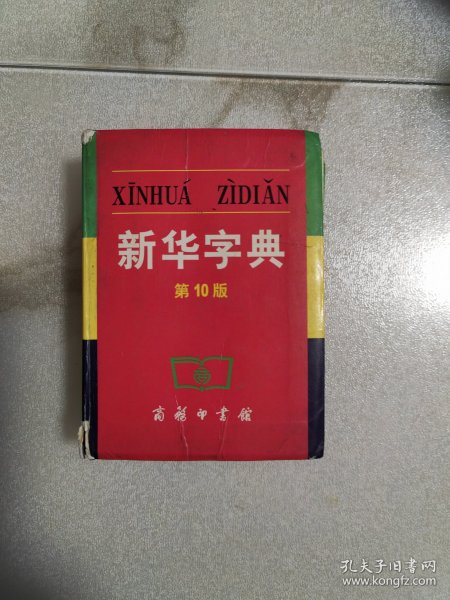 XĪNHUÁ ZÌDIǍN
新华字典
第10版
商务印书馆
孔夫子旧书网
www.kongfz.com